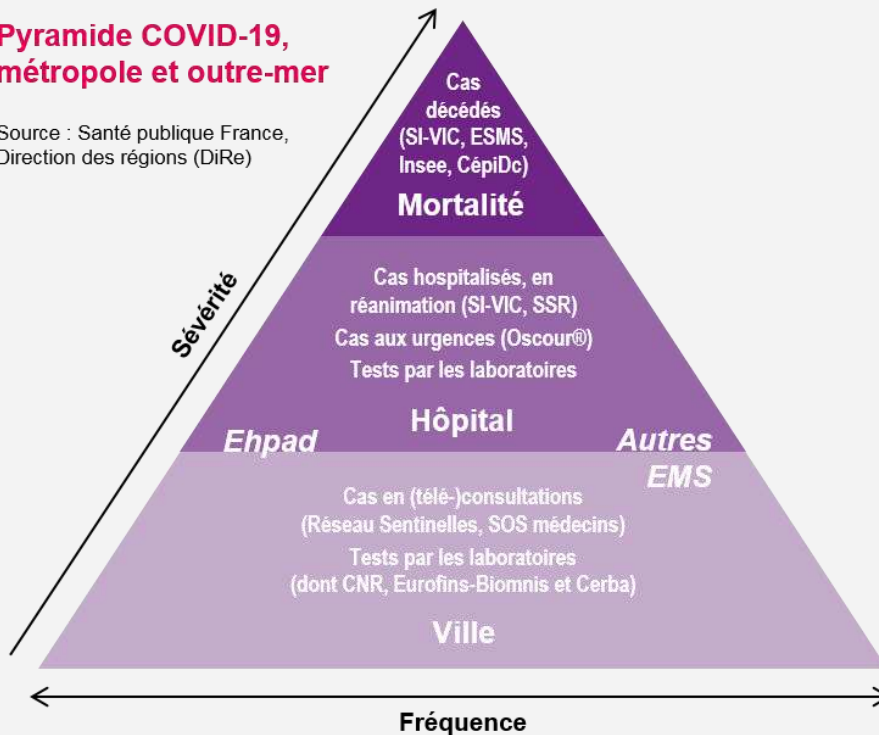 Pyramide COVID-19,
métropole et outre-mer
Source : Santé publique France,
Direction des régions (DiRe)
Cas
décédés
(SI-VIC, ESMS,
Insee, CépiDc)
Mortalité
Sévérité
Cas hospitalisés, en
réanimation (SI-VIC, SSR)
Cas aux urgences (Oscour®)
Tests par les laboratoires
Hôpital
Ehpad
Autres
EMS
Cas en (télé-)consultations
(Réseau Sentinelles, SOS médecins)
Tests par les laboratoires
(dont CNR, Eurofins-Biomnis et Cerba)
Ville
Fréquence